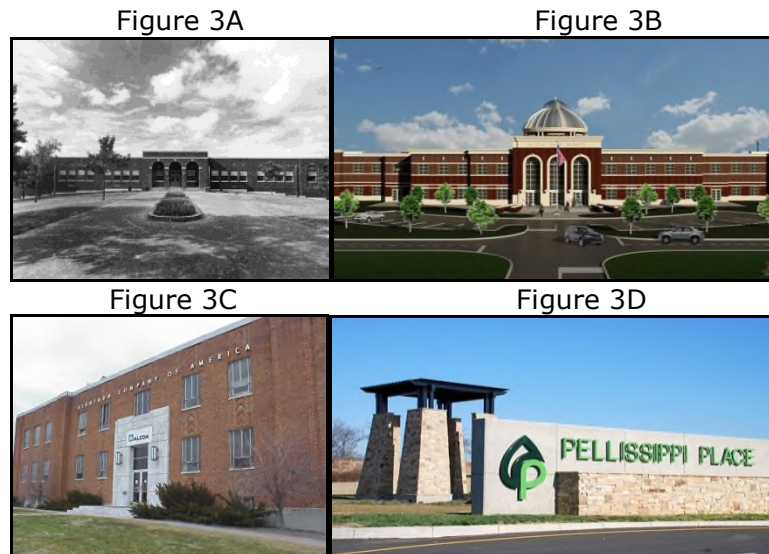 Figure 3A
Figure 3B
Figure 3C
Figure 3D
ALUMINUM COMPANY OF AMERICA
ALCOA
PELLISSIPPI PLACE